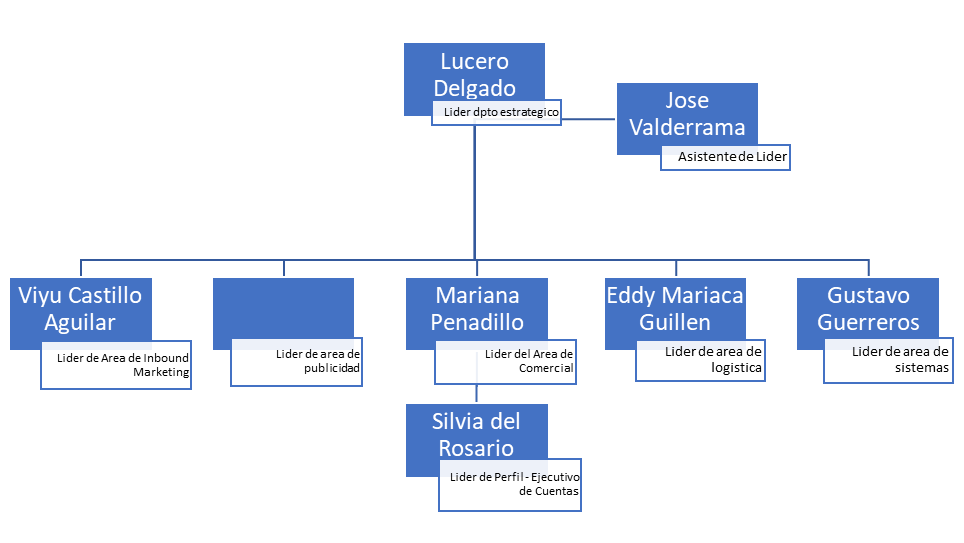 Lucero
Delgado
Lider dpto estrategico
Jose
Valderrama
Asistente de Lider
Viyu Castillo
Aguilar
Lider de Area de Inbound
Marketing
Lider de area de
publicidad
Mariana
Penadillo
Lider del Area de
Comercial
Eddy Mariaca
Guillen
Lider de area de
logistica
Gustavo
Guerreros
Lider de area de
sistemas
Silvia del
Rosario
Lider de Perfil - Ejecutivo
de Cuentas